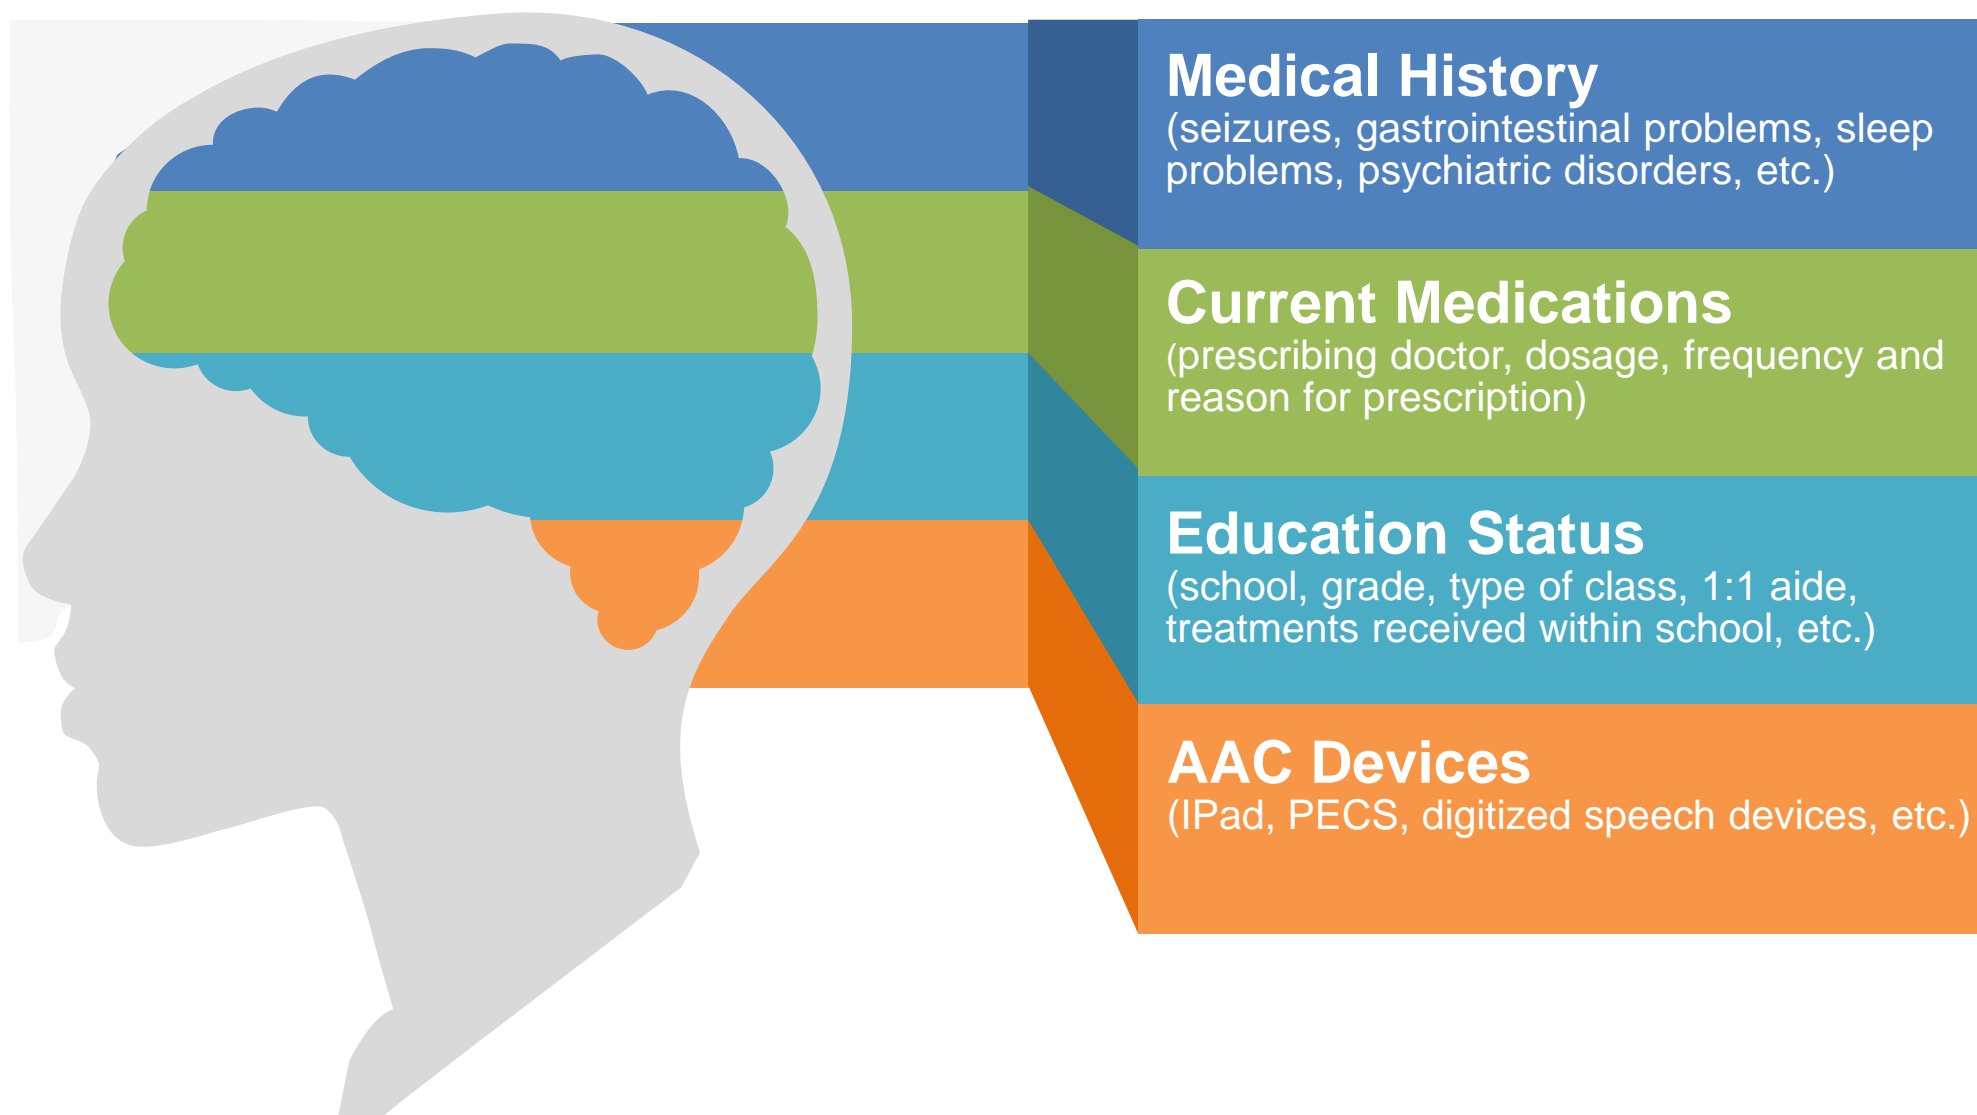 Medical History
(seizures, gastrointestinal problems, sleep
problems, psychiatric disorders, etc.)
Current Medications
(prescribing doctor, dosage, frequency and
reason for prescription)
Education Status
(school, grade, type of class, 1:1 aide,
treatments received within school, etc.)
AAC Devices
(IPad, PECS, digitized speech devices, etc.)